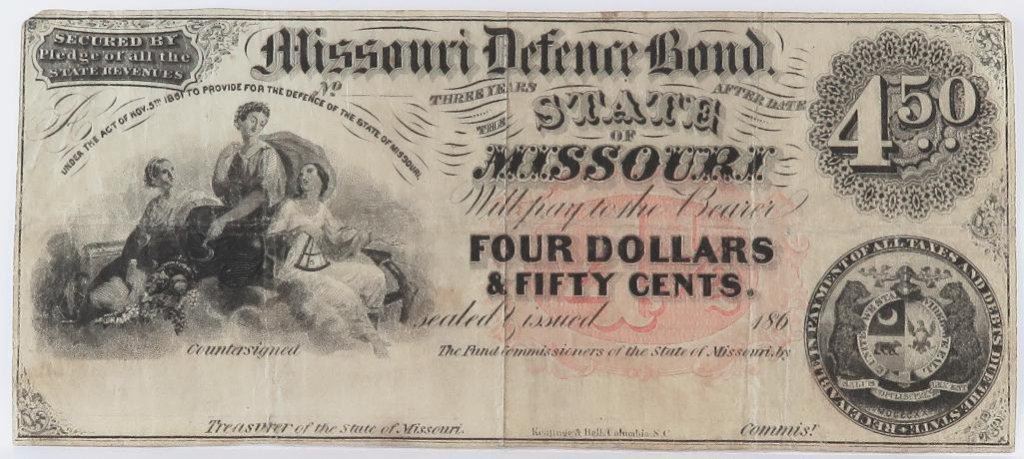 SECURED BY
Pledge of all the
STATE REVENUES
Missouri Defence Bond.
No
THREE YEARS AFTER DATE
UNDER THE ACT OF NOV. 5TH 1861 TO PROVIDE FOR THE DEFENCE OF THE STATE OF MISSOURI
THE
STATE
OF
MISSOURI
Will pay to the Bearer
4.50
FOUR DOLLARS
& FIFTY CENTS.
sealed & issued 186
RECEIVABLE IN PAYMENT OF ALL TAXES AND DEBTS DUE THE STATE
Countersigned
The Fund Commissioners of the State of Missouri, by
Treasurer of the State of Missouri.
Keatinge & Ball, Columbia S.C.
Commisr